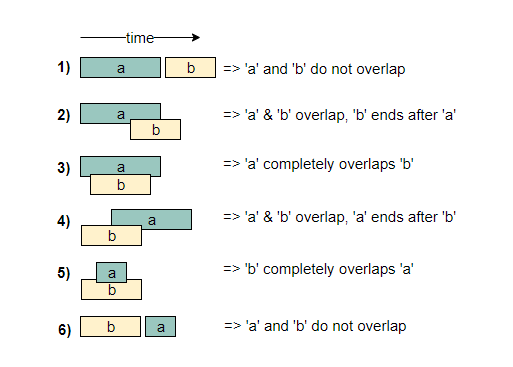 time
1) a b => 'a' and 'b' do not overlap
2) a b => 'a' & 'b' overlap, 'b' ends after 'a'
3) a b => 'a' completely overlaps 'b'
4) a b => 'a' & 'b' overlap, 'a' ends after 'b'
5) a b => 'b' completely overlaps 'a'
6) b a => 'a' and 'b' do not overlap